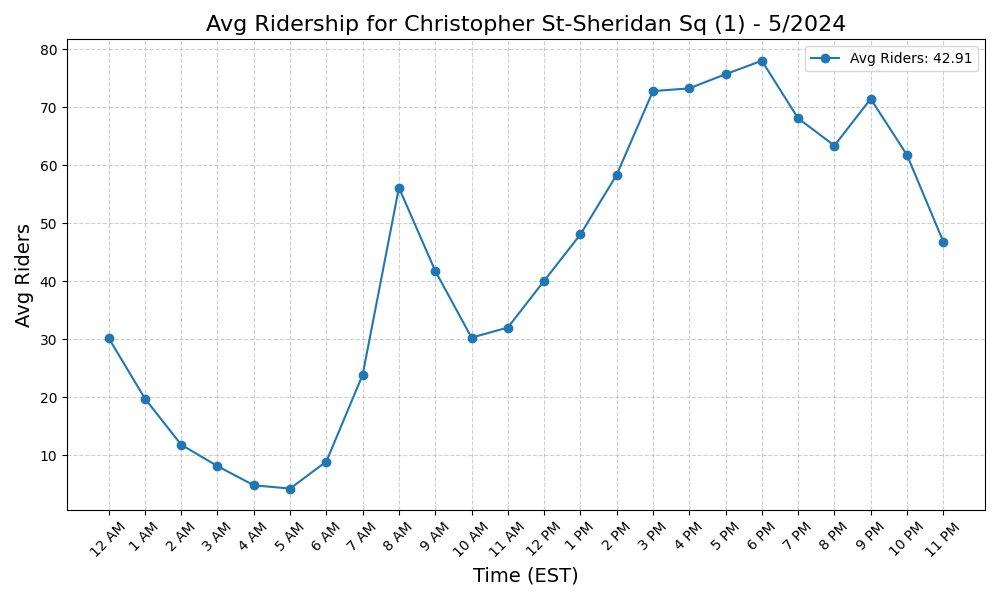 Avg Ridership for Christopher St-Sheridan Sq (1) - 5/2024
Avg Riders: 42.91
Avg Riders
80
70
60
50
40
30
20
10
12 AM
1 AM
2 AM
3 AM
4 AM
5 AM
6 AM
7 AM
8 AM
9 AM
10 AM
11 AM
12 PM
1 PM
2 PM
3 PM
4 PM
5 PM
6 PM
7 PM
8 PM
9 PM
10 PM
11 PM
Time (EST)